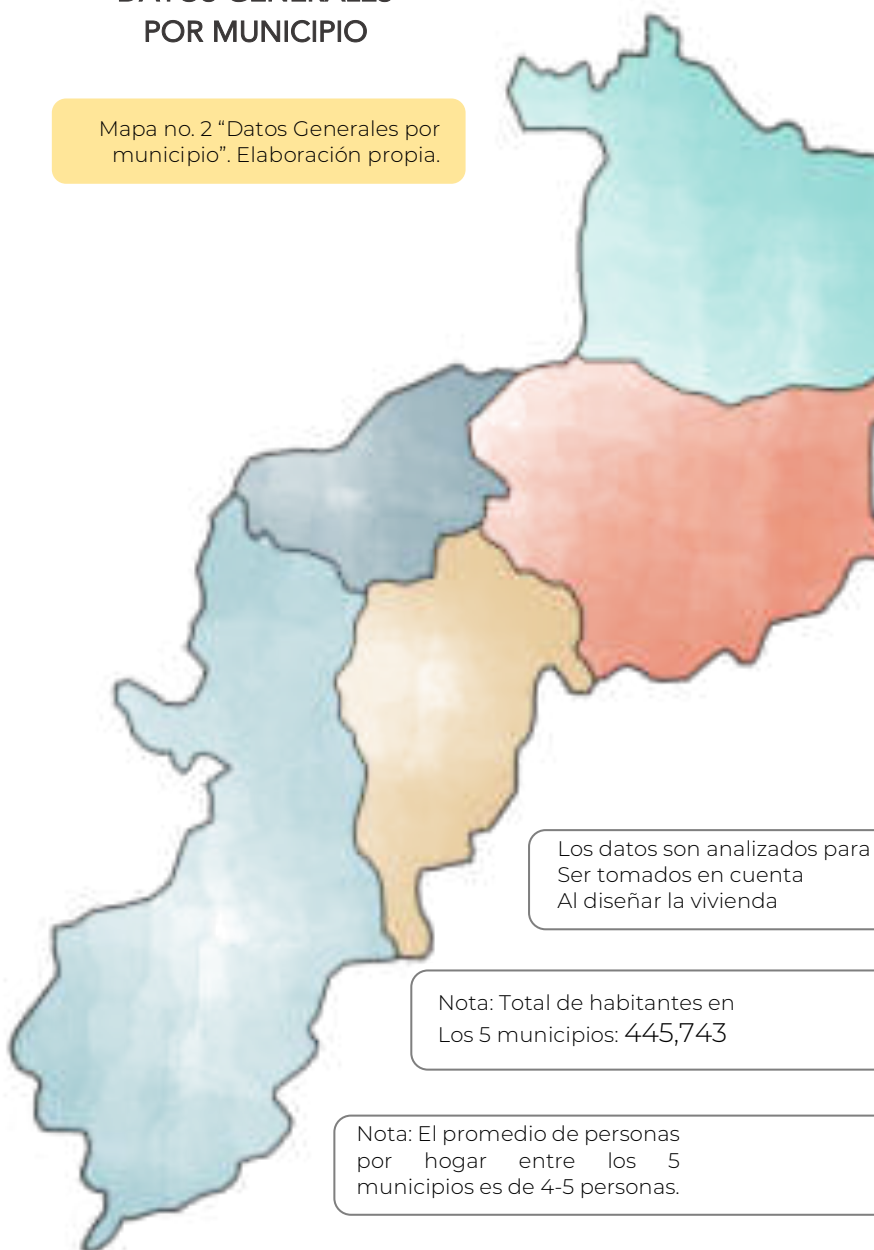 DATOS GENERALES
POR MUNICIPIO
Mapa no. 2 “Datos Generales por
municipio”. Elaboración propia.
Los datos son analizados para
Ser tomados en cuenta
Al diseñar la vivienda
Nota: Total de habitantes en
Los 5 municipios: 445,743
Nota: El promedio de personas
por hogar entre los 5
municipios es de 4-5 personas.